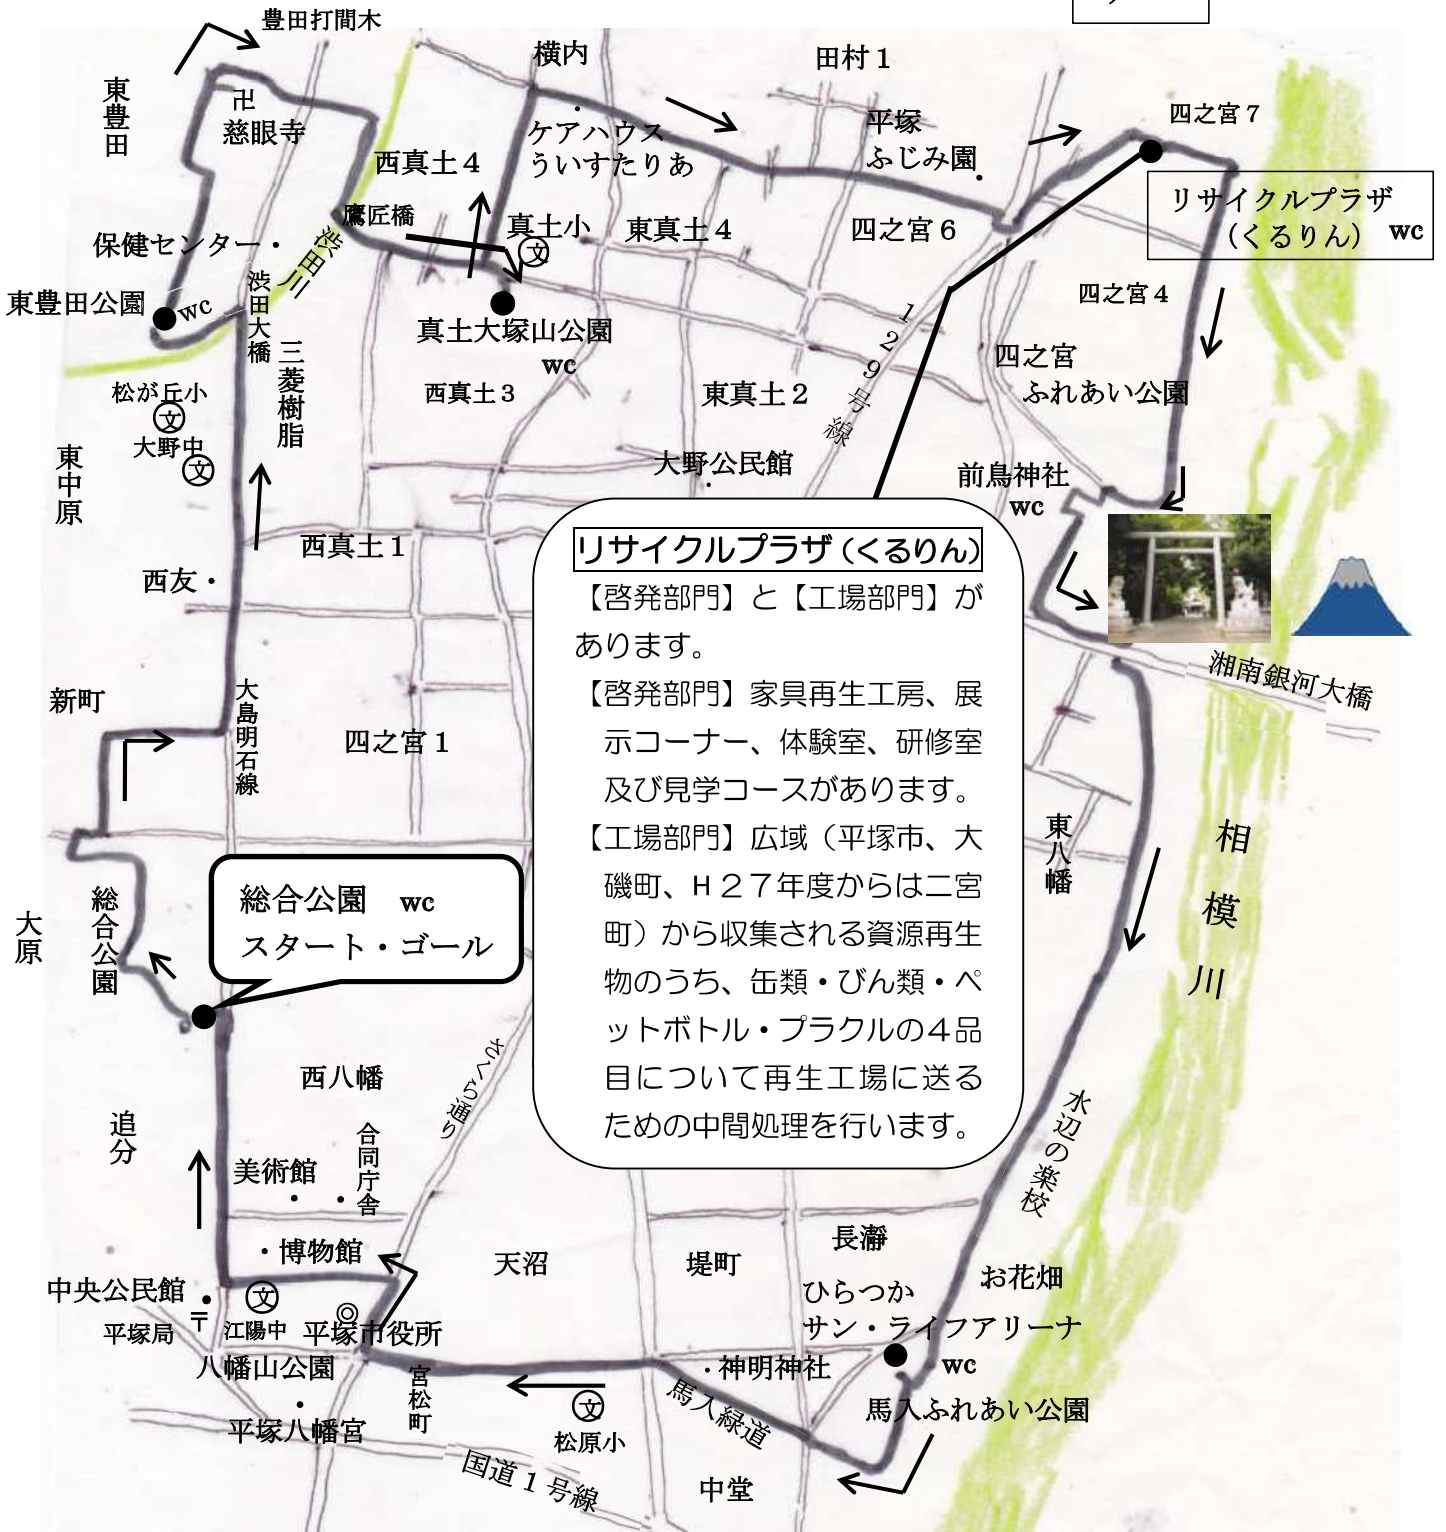 豊田打間木
横内
田村１
四之宮７
東豊田
卍
慈眼寺
ケアハウス
ういすたりあ
平塚
ふじみ園
西真土４
鷹匠橋
真土小
文
東真土４
四之宮６
リサイクルプラザ
（くるりん） wc
保健センター・
渋田川
渋田大橋
東豊田公園
wc
真土大塚山公園
wc
四之宮４
１２９号線
三菱樹脂
四之宮
ふれあい公園
松が丘小
文
大野中
文
西真土３
東真土２
東中原
大野公民館
前鳥神社
wc
西真土１
西友・
リサイクルプラザ（くるりん）
【啓発部門】と【工場部門】が
あります。
【啓発部門】家具再生工房、展
示コーナー、体験室、研修室
及び見学コースがあります。
【工場部門】広域（平塚市、大
磯町、Ｈ２７年度からは二宮
町）から収集される資源再生
物のうち、缶類・びん類・ペ
ットボトル・プラクルの４品
目について再生工場に送る
ための中間処理を行います。
湘南銀河大橋
新町
大島明石線
四之宮１
東八幡
相模川
総合公園 wc
スタート・ゴール
総合公園
大原
西八幡
さくら通り
追分
水辺の楽校
美術館
合同庁舎
・博物館
天沼
堤町
長瀞
お花畑
中央公民館
ひらつか
サン・ライフアリーナ
wc
平塚局
〒
文
江陽中
◎
平塚市役所
八幡山公園
宮松町
・神明神社
馬入緑道
馬入ふれあい公園
平塚八幡宮
文
松原小
国道１号線
中堂